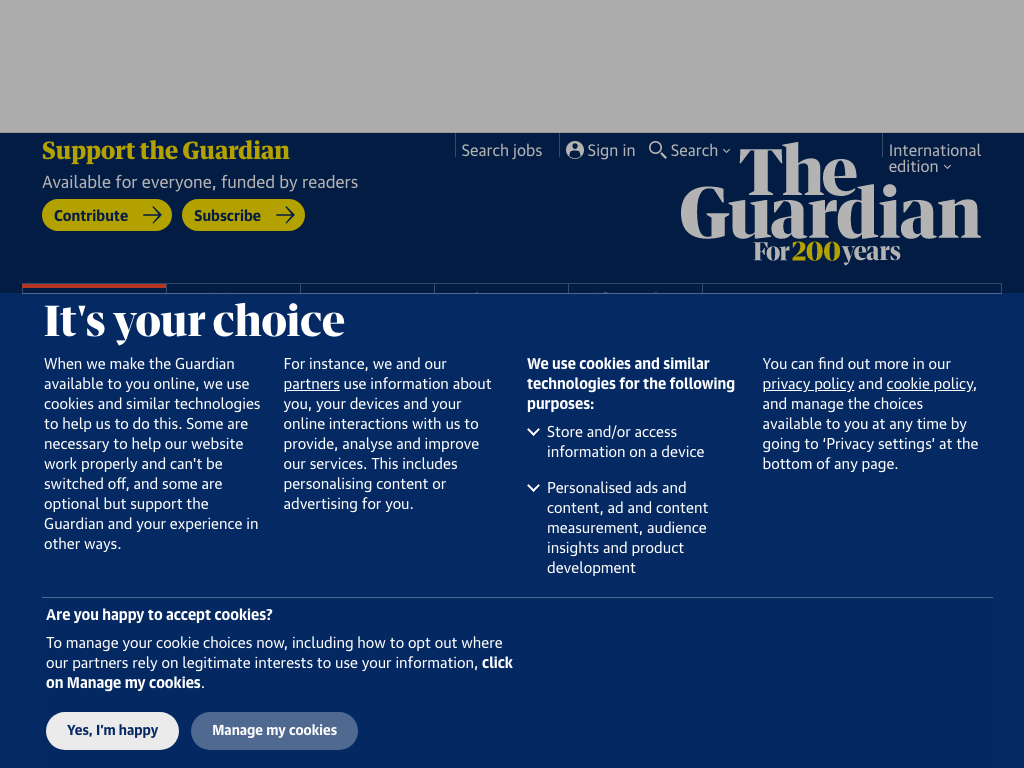 Support the Guardian
Available for everyone, funded by readers
Contribute
Subscribe
Search jobs
Sign in
Search
International
edition
The
Guardian
For 200 years
It's your choice
When we make the Guardian
available to you online, we use
cookies and similar technologies
to help us to do this. Some are
necessary to help our website
work properly and can't be
switched off, and some are
optional but support the
Guardian and your experience in
other ways.
For instance, we and our
partners use information about
you, your devices and your
online interactions with us to
provide, analyse and improve
our services. This includes
personalising content or
advertising for you.
We use cookies and similar
technologies for the following
purposes:
Store and/or access
information on a device
Personalised ads and
content, ad and content
measurement, audience
insights and product
development
You can find out more in our
privacy policy and cookie policy,
and manage the choices
available to you at any time by
going to ‘Privacy settings’ at the
bottom of any page.
Are you happy to accept cookies?
To manage your cookie choices now, including how to opt out where
our partners rely on legitimate interests to use your information, click
on Manage my cookies.
Yes, I'm happy
Manage my cookies